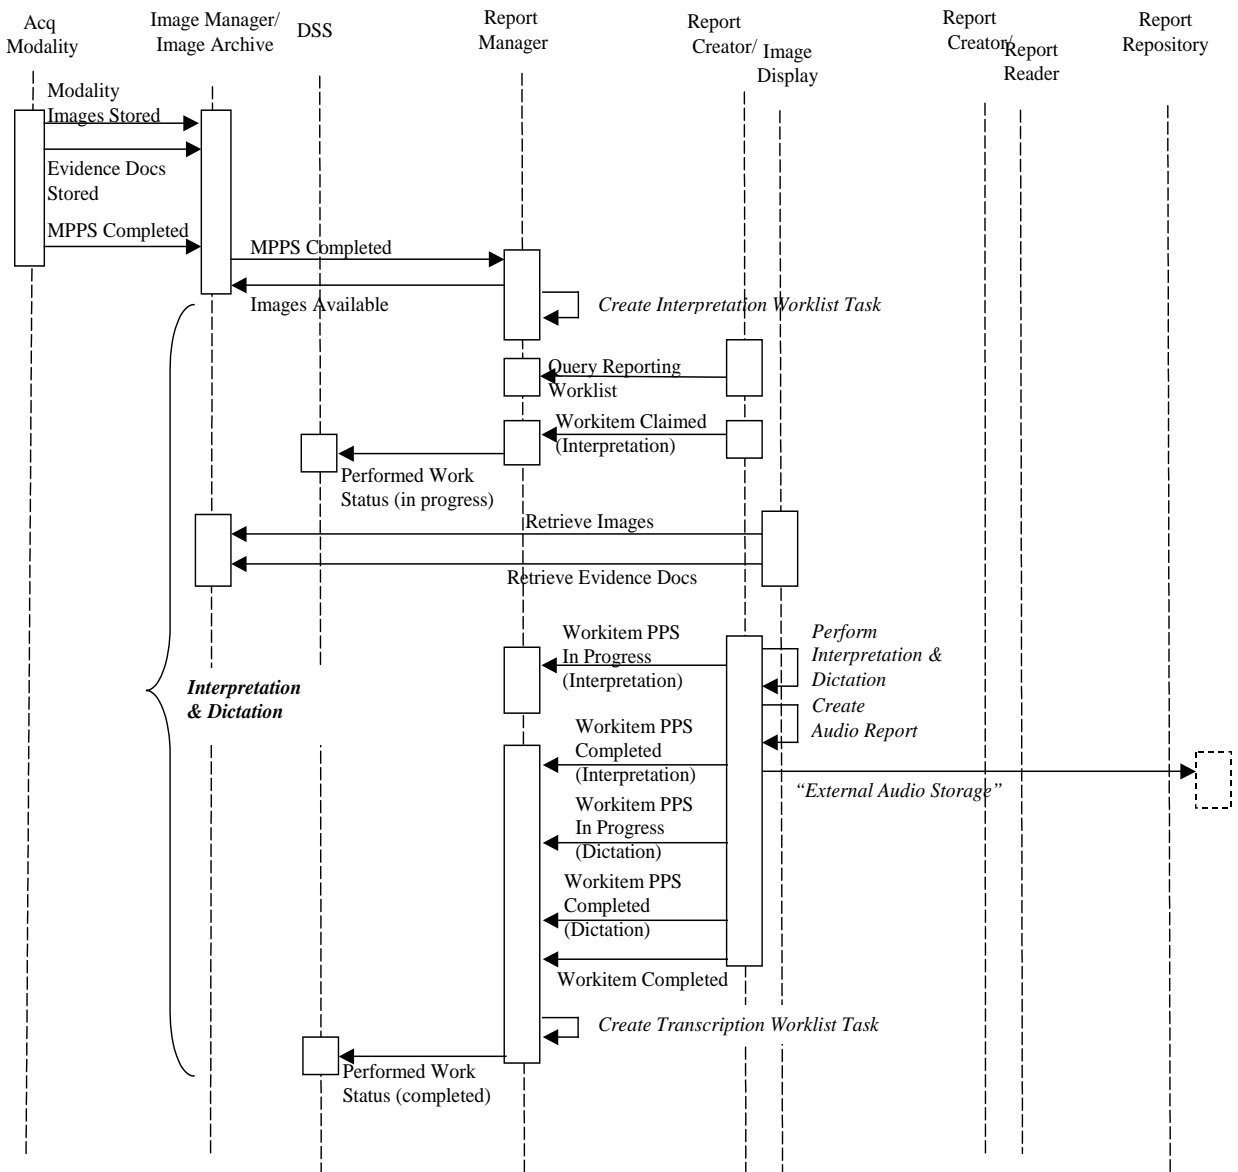 Acq
Modality
Image Manager/
Image Archive
DSS
Report
Manager
Report
Creator/
Image
Display
Report
Creator/
Report
Reader
Report
Repository
Modality
Images Stored
Evidence Docs
Stored
MPPS Completed
MPPS Completed
Images Available
Create Interpretation Worklist Task
Query Reporting
Worklist
Workitem Claimed
(Interpretation)
Performed Work
Status (in progress)
Retrieve Images
Retrieve Evidence Docs
Workitem PPS
In Progress
(Interpretation)
Perform
Interpretation &
Dictation
Create
Audio Report
Interpretation
& Dictation
Workitem PPS
Completed
(Interpretation)
“External Audio Storage”
Workitem PPS
In Progress
(Dictation)
Workitem PPS
Completed
(Dictation)
Workitem Completed
Create Transcription Worklist Task
Performed Work
Status (completed)